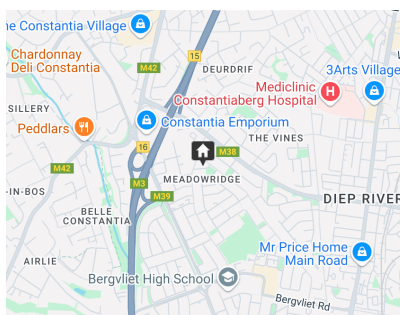 ne Constantia Village
15
Chardonnay
Deli Constantia
M42
DEURDRIF
3Arts Village
Mediclinic
Constantiaberg Hospital
H
SILLERY
Peddlars
Constantia Emporium
THE VINES
16
M38
M42
M3
MEADOWRIDGE
-IN-BOS
M39
DIEP RIVER
BELLE
CONSTANTIA
Mr Price Home
Main Road
AIRLIE
Bergvliet High School
Bergvliet Rd